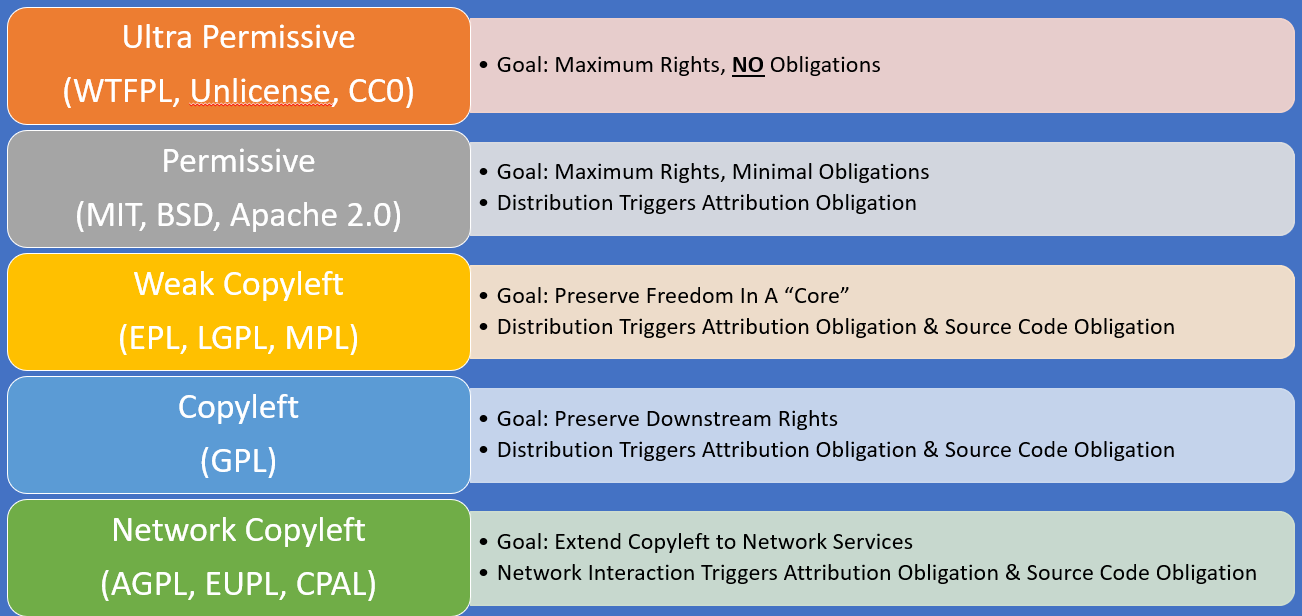 Ultra Permissive
(WTFPL, Unlicense, CC0)
• Goal: Maximum Rights, NO Obligations
Permissive
(MIT, BSD, Apache 2.0)
• Goal: Maximum Rights, Minimal Obligations
• Distribution Triggers Attribution Obligation
Weak Copyleft
(EPL, LGPL, MPL)
• Goal: Preserve Freedom In A “Core”
• Distribution Triggers Attribution Obligation & Source Code Obligation
Copyleft
(GPL)
• Goal: Preserve Downstream Rights
• Distribution Triggers Attribution Obligation & Source Code Obligation
Network Copyleft
(AGPL, EUPL, CPAL)
• Goal: Extend Copyleft to Network Services
• Network Interaction Triggers Attribution Obligation & Source Code Obligation